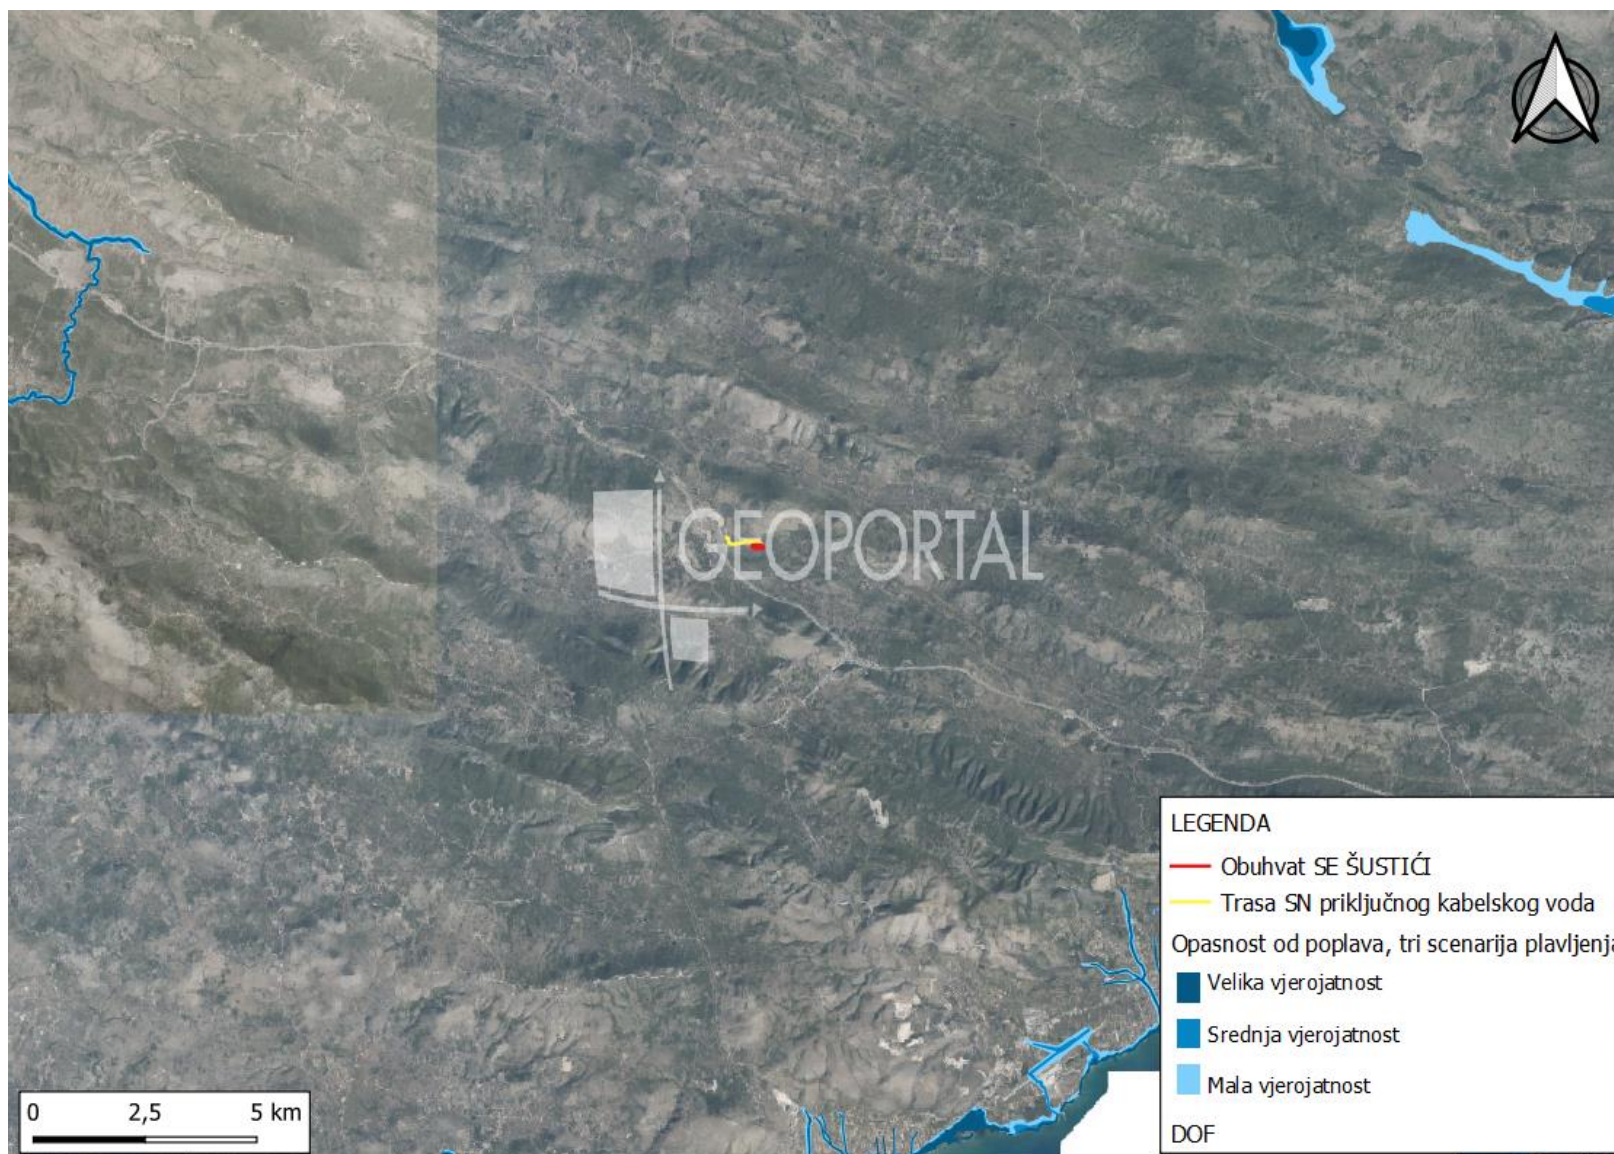 GEOPORTAL
LEGENDA
Obuhvat SE ŠUSTIĆI
Trasa SN priključnog kabelskog voda
Opasnost od poplava, tri scenarija plavljenja
Velika vjerojatnost
Srednja vjerojatnost
Mala vjerojatnost
DOF
0 2,5 5 km